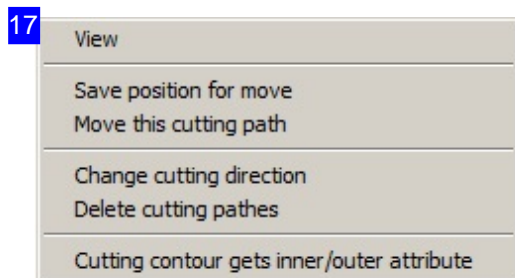 17
View
Save position for move
Move this cutting path
Change cutting direction
Delete cutting pathes
Cutting contour gets inner/outer attribute